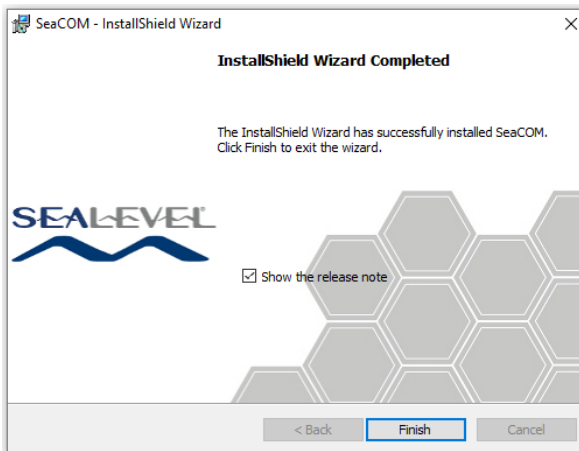 SeaCOM - InstallShield Wizard
InstallShield Wizard Completed
The InstallShield Wizard has successfully installed SeaCOM.
Click Finish to exit the wizard.
SEALEVEL®
Show the release note
< Back
Finish
Cancel